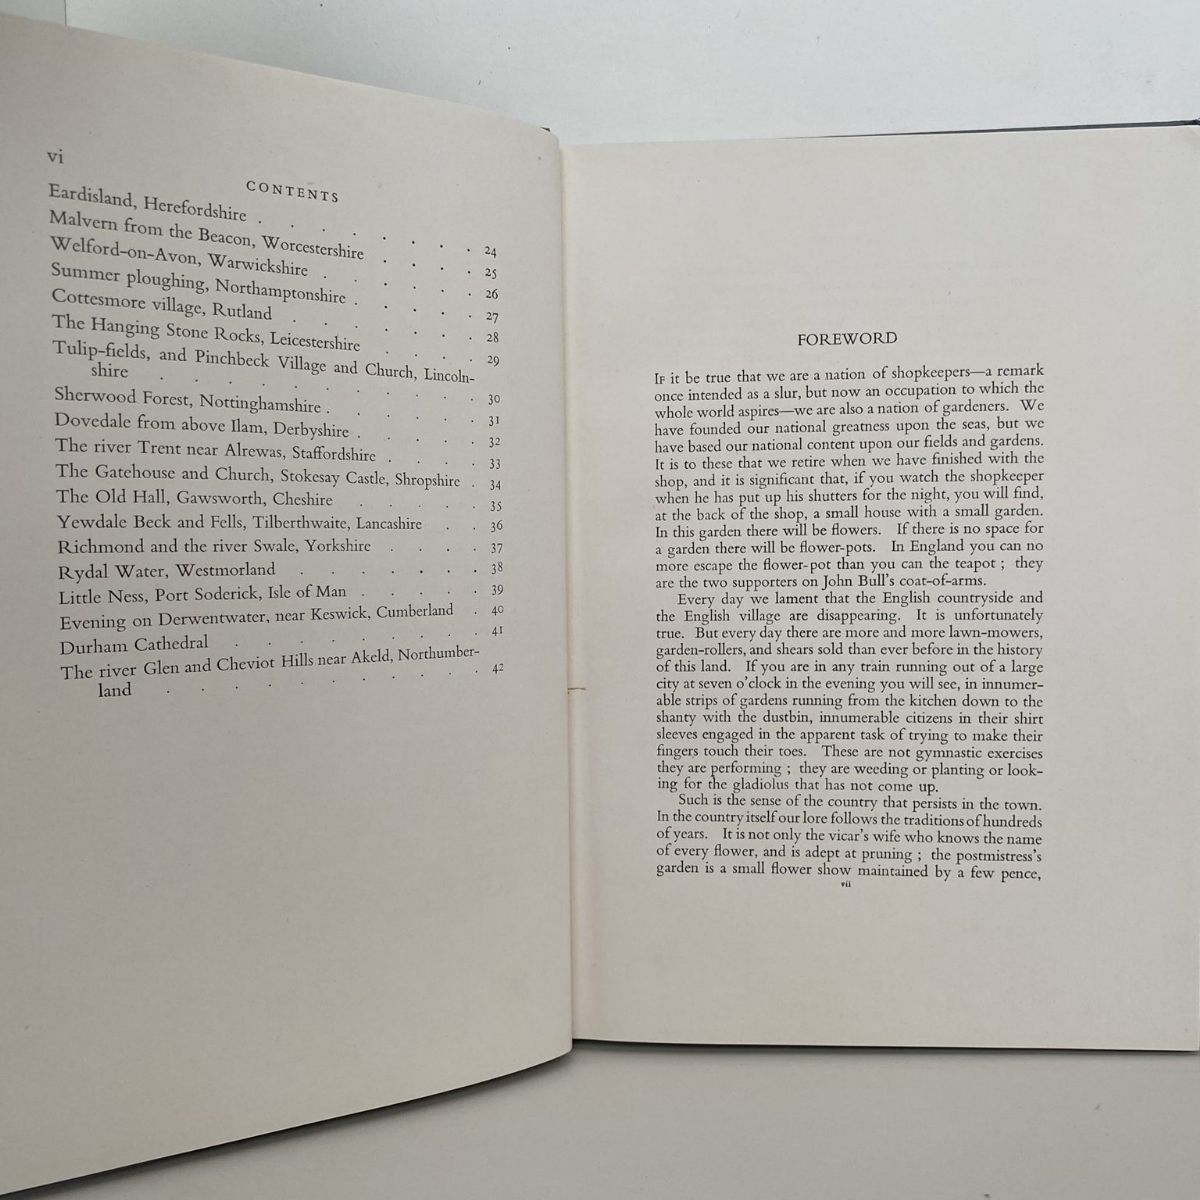 vi
CONTENTS
Eardisland, Herefordshire . . . . . . . 24
Malvern from the Beacon, Worcestershire . . . . 25
Welford-on-Avon, Warwickshire . . . . . 26
Summer ploughing, Northamptonshire . . . . . 27
Cottesmore village, Rutland . . . . . . 28
The Hanging Stone Rocks, Leicestershire . . . . 29
Tulip-fields, and Pinchbeck Village and Church, Lincoln-
shire . . . . . . . . . 30
Sherwood Forest, Nottinghamshire . . . . . 31
Dovedale from above Ilam, Derbyshire . . . . . 32
The river Trent near Alrewas, Staffordshire . . . . 33
The Gatehouse and Church, Stokesay Castle, Shropshire . 34
The Old Hall, Gawsworth, Cheshire . . . . . 35
Yewdale Beck and Fells, Tilberthwaite, Lancashire . . 36
Richmond and the river Swale, Yorkshire . . . . 37
Rydal Water, Westmorland . . . . . . 38
Little Ness, Port Soderick, Isle of Man . . . . . 39
Evening on Derwentwater, near Keswick, Cumberland . 40
Durham Cathedral . . . . . . . . 41
The river Glen and Cheviot Hills near Akeld, Northumber-
land . . . . . . . . . . 42
FOREWORD
If it be true that we are a nation of shopkeepers—a remark
once intended as a slur, but now an occupation to which the
whole world aspires—we are also a nation of gardeners. We
have founded our national greatness upon the seas, but we
have based our national content upon our fields and gardens.
It is to these that we retire when we have finished with the
shop, and it is significant that, if you watch the shopkeeper
when he has put up his shutters for the night, you will find,
at the back of the shop, a small house with a small garden.
In this garden there will be flowers. If there is no space for
a garden there will be flower-pots. In England you can no
more escape the flower-pot than you can the teapot ; they
are the two supporters on John Bull's coat-of-arms.
Every day we lament that the English countryside and
the English village are disappearing. It is unfortunately
true. But every day there are more and more lawn-mowers,
garden-rollers, and shears sold than ever before in the history
of this land. If you are in any train running out of a large
city at seven o'clock in the evening you will see, in innumer-
able strips of gardens running from the kitchen down to the
shanty with the dustbin, innumerable citizens in their shirt
sleeves engaged in the apparent task of trying to make their
fingers touch their toes. These are not gymnastic exercises
they are performing ; they are weeding or planting or look-
ing for the gladiolus that has not come up.
Such is the sense of the country that persists in the town.
In the country itself our lore follows the traditions of hundreds
of years. It is not only the vicar's wife who knows the name
of every flower, and is adept at pruning ; the postmistress's
garden is a small flower show maintained by a few pence,
vii